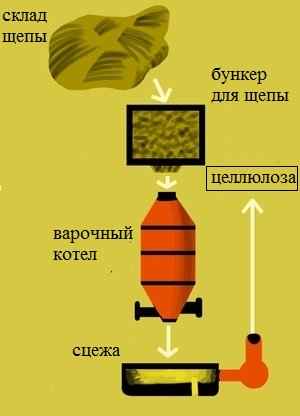 склад
щепы
бункер
для щепы
целлюлоза
варочный
котел
сцежа